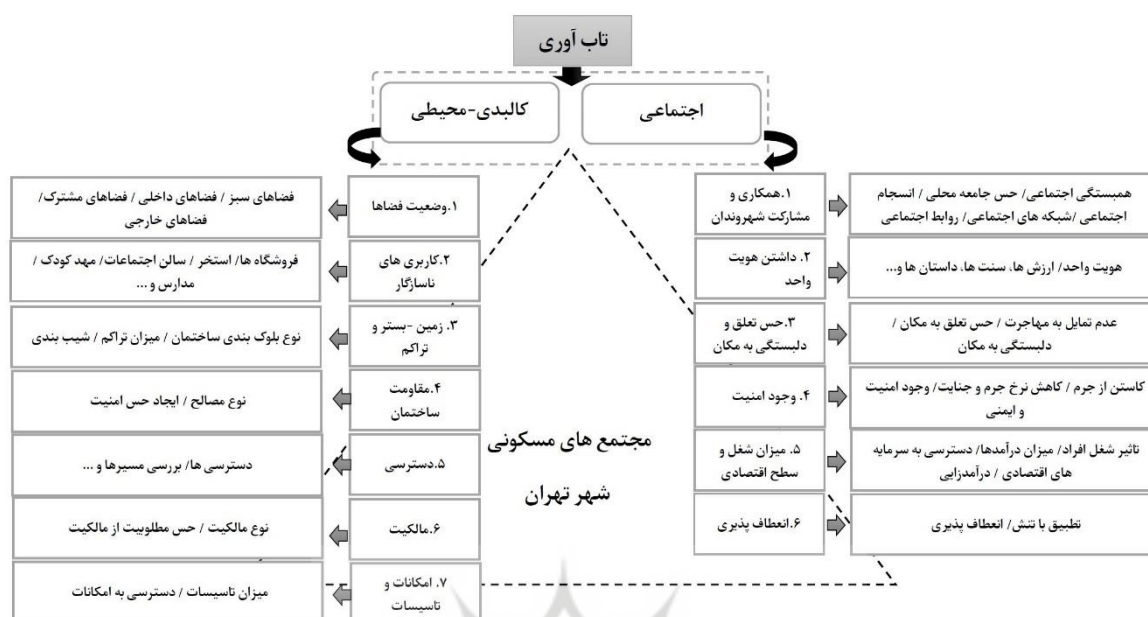 تاب آوری
اجتماعی
کالبدی-محیطی
۱.همکاری و
مشارکت شهروندان
همبستگی اجتماعی/ حس جامعه محلی / انسجام
اجتماعی /شبکه های اجتماعی/ روابط اجتماعی
۲. داشتن هویت
واحد
هویت واحد/ ارزش ها، سنت ها، داستان ها و...
۳.حس تعلق و
دلبستگی به مکان
عدم تمایل به مهاجرت / حس تعلق به مکان /
دلبستگی به مکان
۴. وجود امنیت
کاستن از جرم / کاهش نرخ جرم و جنایت/ وجود امنیت
و ایمنی
۵. میزان شغل و
سطح اقتصادی
تاثیر شغل افراد/ میزان درآمدها/ دسترسی به سرمایه
های اقتصادی / درآمدزایی
۶.انعطاف پذیری
تطبیق با تنش/ انعطاف پذیری
۱.وضعیت فضاها
فضاهای سبز / فضاهای داخلی / فضاهای مشترک/
فضاهای خارجی
۲.کاربری های
ناسازگار
فروشگاه ها/ استخر / سالن اجتماعات/ مهد کودک /
مدارس و ...
۳. زمین -بستر و
تراکم
نوع بلوک بندی ساختمان / میزان تراکم / شیب بندی
۴.مقاومت
ساختمان
نوع مصالح / ایجاد حس امنیت
۵.دسترسی
دسترسی ها/ بررسی مسیرها و ...
۶.مالکیت
نوع مالکیت / حس مطلوبیت از مالکیت
۷. امکانات و
تاسیسات
میزان تاسیسات / دسترسی به امکانات
مجتمع های مسکونی
شهر تهران